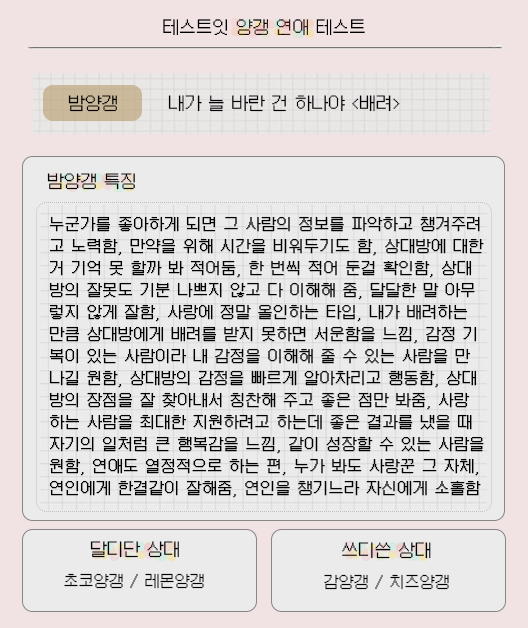 테스트잇 양갱 연애 테스트
밤양갱 내가 늘 바란 건 하나야 <배려>
밤양갱 특징
누군가를 좋아하게 되면 그 사람의 정보를 파악하고 챙겨주려
고 노력함, 만약을 위해 시간을 비워두기도 함, 상대방에 대한
거 기억 못 할까 봐 적어둠, 한 번씩 적어 둔걸 확인함, 상대
방의 잘못도 기분 나쁘지 않고 다 이해해 줌, 달달한 말 아무
렇지 않게 잘함, 사랑에 정말 올인하는 타입, 내가 배려하는
만큼 상대방에게 배려를 받지 못하면 서운함을 느낌, 감정 기
복이 있는 사람이라 내 감정을 이해해 줄 수 있는 사람을 만
나길 원함, 상대방의 감정을 빠르게 알아차리고 행동함, 상대
방의 장점을 잘 찾아내서 칭찬해 주고 좋은 점만 봐줌, 사랑
하는 사람을 최대한 지원하려고 하는데 좋은 결과를 냈을 때
자기의 일처럼 큰 행복감을 느낌, 같이 성장할 수 있는 사람을
원함, 연애도 열정적으로 하는 편, 누가 봐도 사랑꾼 그 자체,
연인에게 한결같이 잘해줌, 연인을 챙기느라 자신에게 소홀함
달디단 상대
초코양갱 / 레몬양갱
쓰디쓴 상대
감양갱 / 치즈양갱